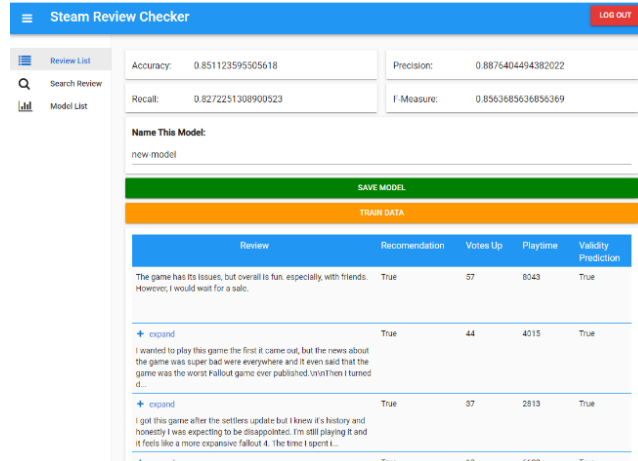 Steam Review Checker
LOG OUT
Review List
Search Review
Model List
Accuracy: 0.851123595505618
Precision: 0.8876404494382022
Recall: 0.8272251308900523
F-Measure: 0.8563685636856369
Name This Model:
new-model
SAVE MODEL
TRAIN DATA
Review Recomendation Votes Up Playtime Validity
Prediction
The game has its issues, but overall is fun. especially, with friends. True 57 8043 True
However, I would wait for a sale.
+ expand True 44 4015 True
I wanted to play this game the first it came out, but the news about
the game was super bad were everywhere and it even said that the
game was the worst Fallout game ever published.\n\nThen I turned
d...
+ expand True 37 2813 True
I got this game after the settlers update but I knew it's history and
honestly I was expecting to be disappointed. I'm still playing it and
it feels like a more expansive fallout 4. The time I spent i...